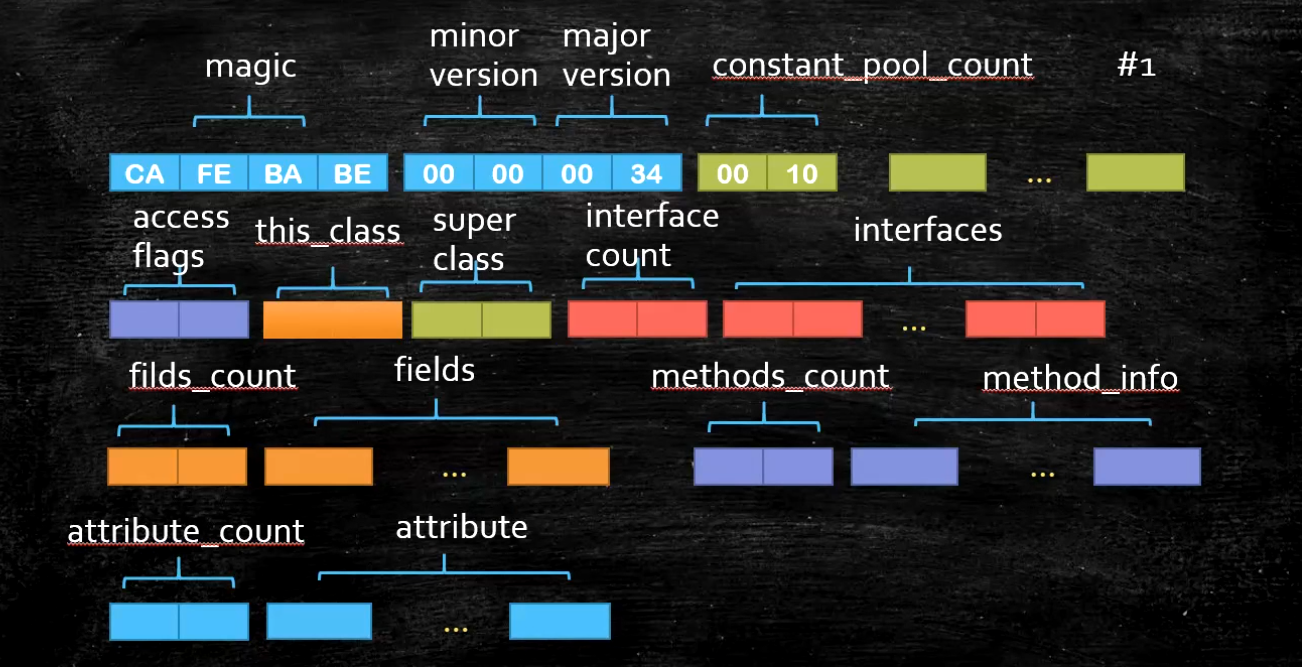 magic
minor
version
major
version
constant_pool_count
#1
CA FE BA BE 00 00 00 34 00 10 ...
access
flags
this_class
super
class
interface
count
interfaces
...
filds_count
fields
methods_count
method_info
... ...
attribute_count
attribute
...